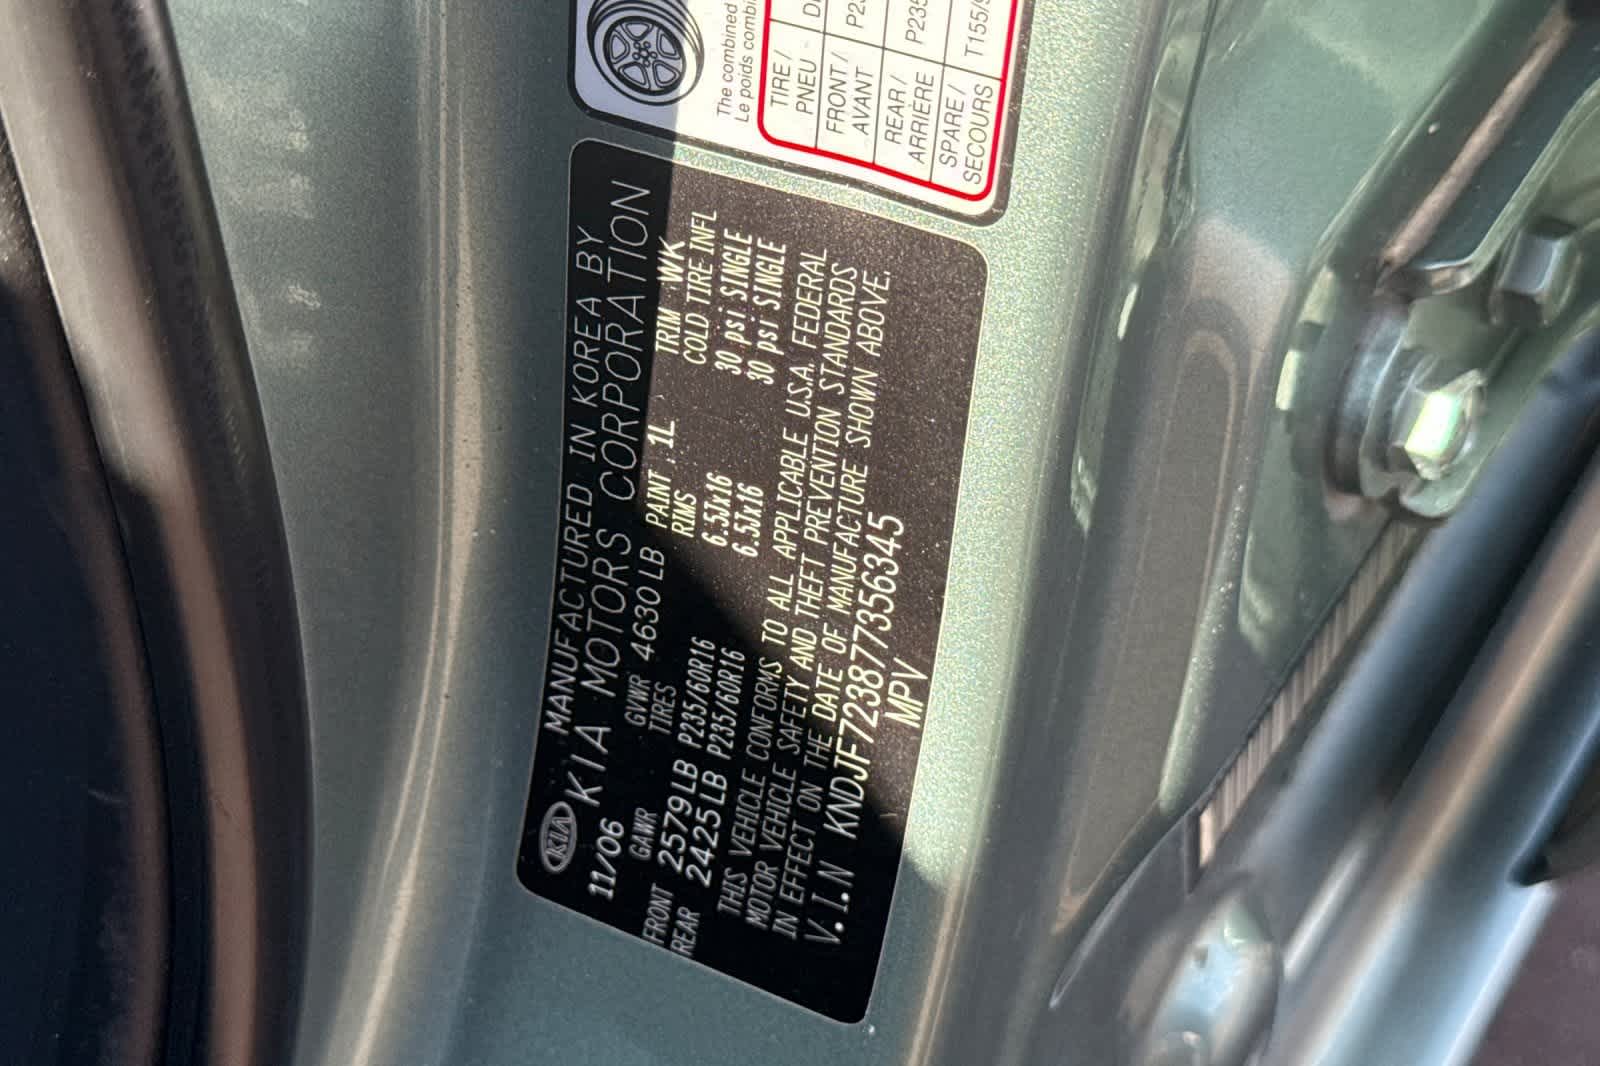 The combined
Le poids combi
TIRE /
PNEU
FRONT /
AVANT
REAR /
ARRIÈRE
SPARE /
SECOURS
KIA
MANUFACTURED IN KOREA BY
KIA MOTORS CORPORATION
11/06 GVWR 4630LB PAINT 1L TRIM WK
GAWR TIRES RIMS COLD TIRE INFL
FRONT 2579LB P235/60R16 6.5Jx16 30 psi SINGLE
REAR 2425LB P235/60R16 6.5Jx16 30 psi SINGLE
THIS VEHICLE CONFORMS TO ALL APPLICABLE U.S.A. FEDERAL
MOTOR VEHICLE SAFETY AND THEFT PREVENTION STANDARDS
IN EFFECT ON THE DATE OF MANUFACTURE SHOWN ABOVE.
V.I.N KNDJF723877356345
MPV